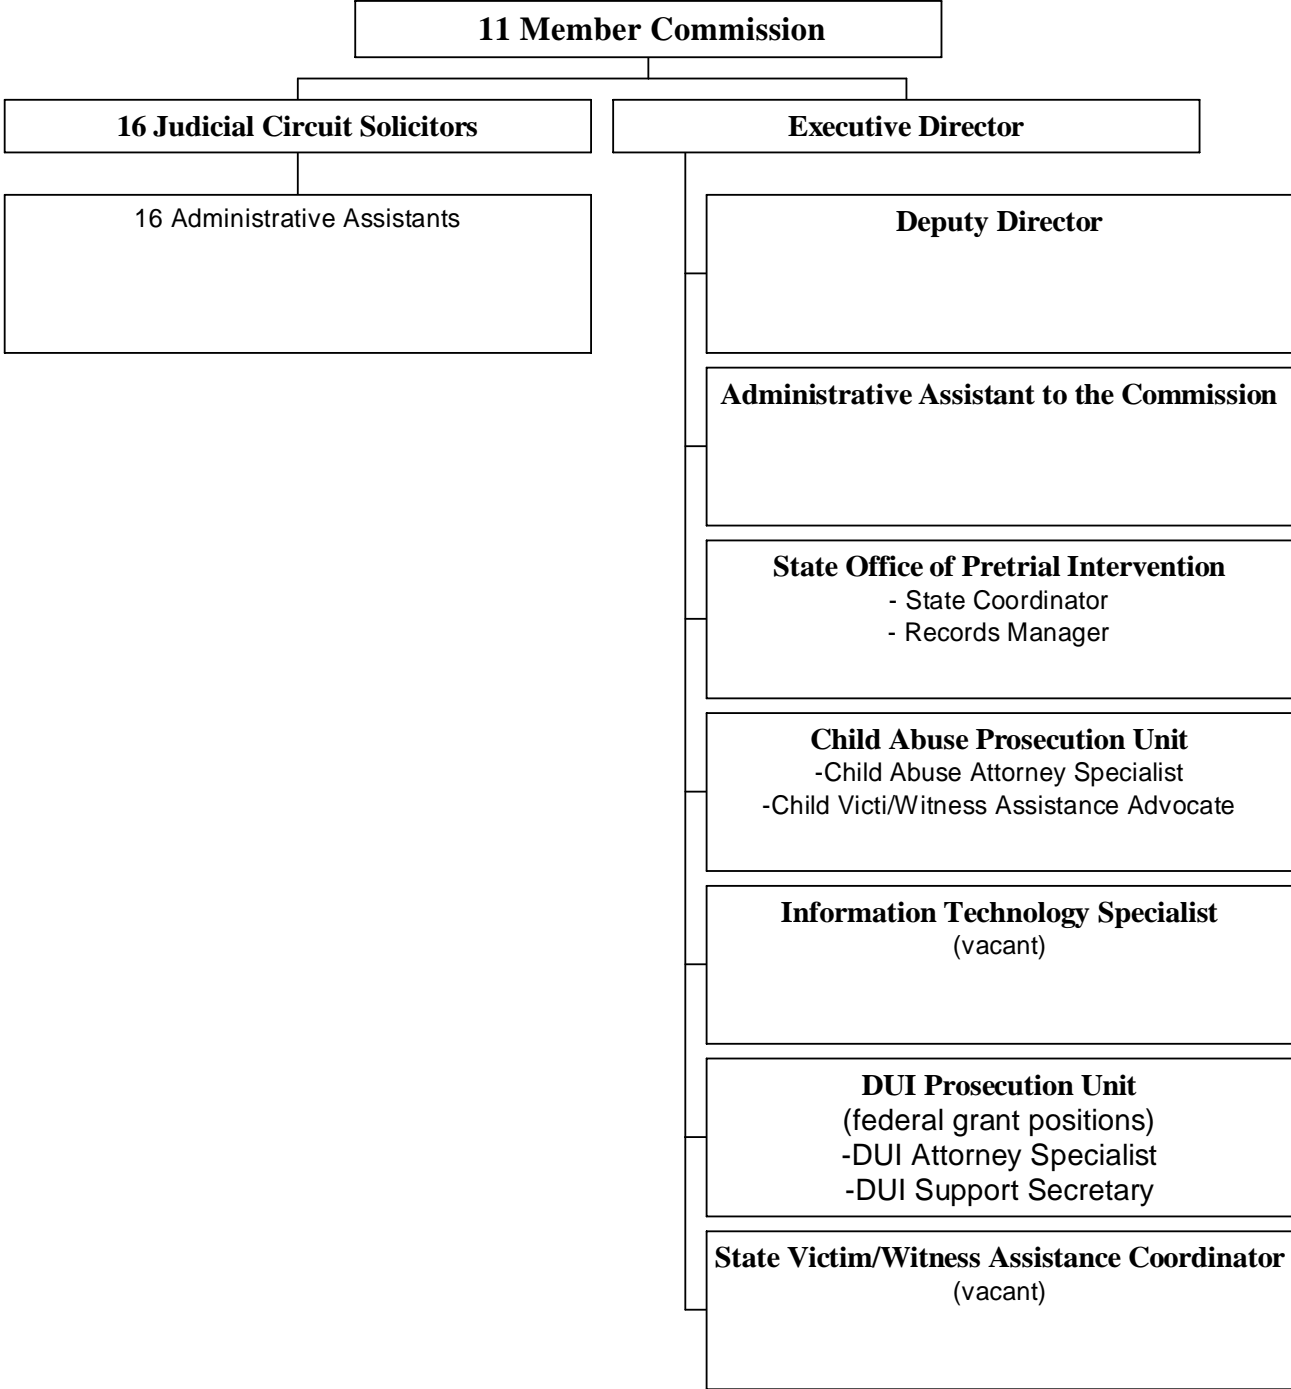 11 Member Commission
16 Judicial Circuit Solicitors
Executive Director
16 Administrative Assistants
Deputy Director
Administrative Assistant to the Commission
State Office of Pretrial Intervention
- State Coordinator
- Records Manager
Child Abuse Prosecution Unit
-Child Abuse Attorney Specialist
-Child Victi/Witness Assistance Advocate
Information Technology Specialist
(vacant)
DUI Prosecution Unit
(federal grant positions)
-DUI Attorney Specialist
-DUI Support Secretary
State Victim/Witness Assistance Coordinator
(vacant)